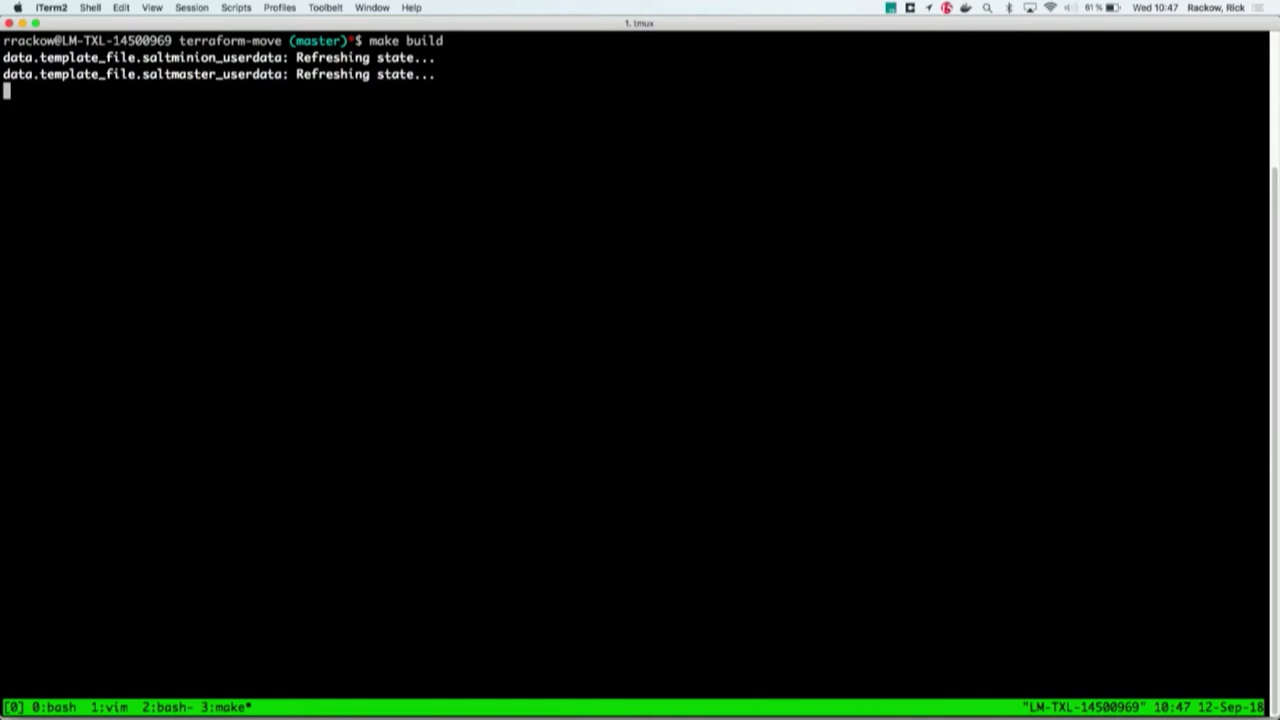 iTerm2 Shell Edit View Session Scripts Profiles Toolbelt Window Help 61% Wed 10:47 Rackow, Rick
1. tmux
rrackow@LM-TXL-14500969 terraform-move (master)*$ make build
data.template_file.saltminion_userdata: Refreshing state...
data.template_file.saltmaster_userdata: Refreshing state...
[0] 0:bash 1:vim 2:bash- 3:make* "LM-TXL-14500969" 10:47 12-Sep-18